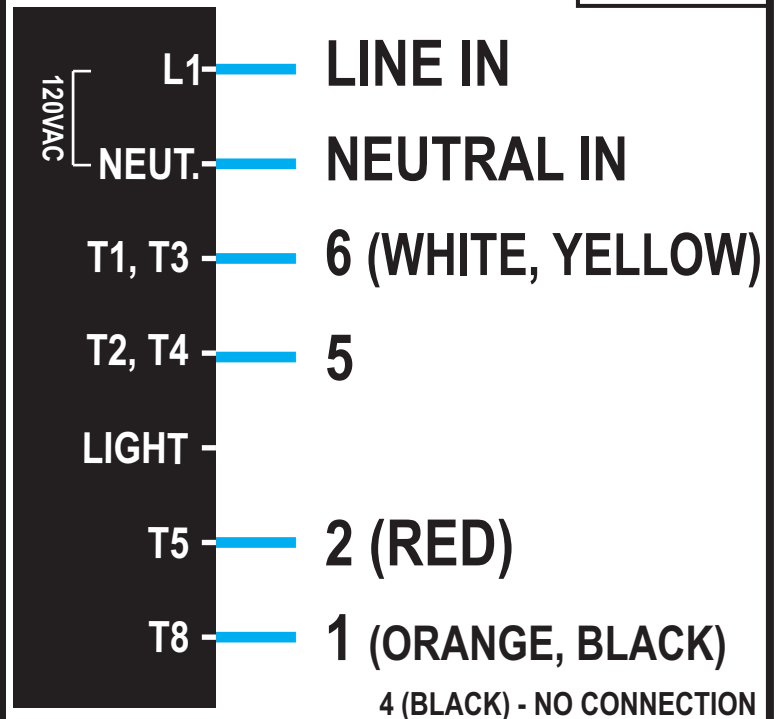 L1 LINE IN
120VAC
NEUT. NEUTRAL IN
T1, T3 6 (WHITE, YELLOW)
T2, T4 5
LIGHT
T5 2 (RED)
T8 1 (ORANGE, BLACK)
4 (BLACK) - NO CONNECTION